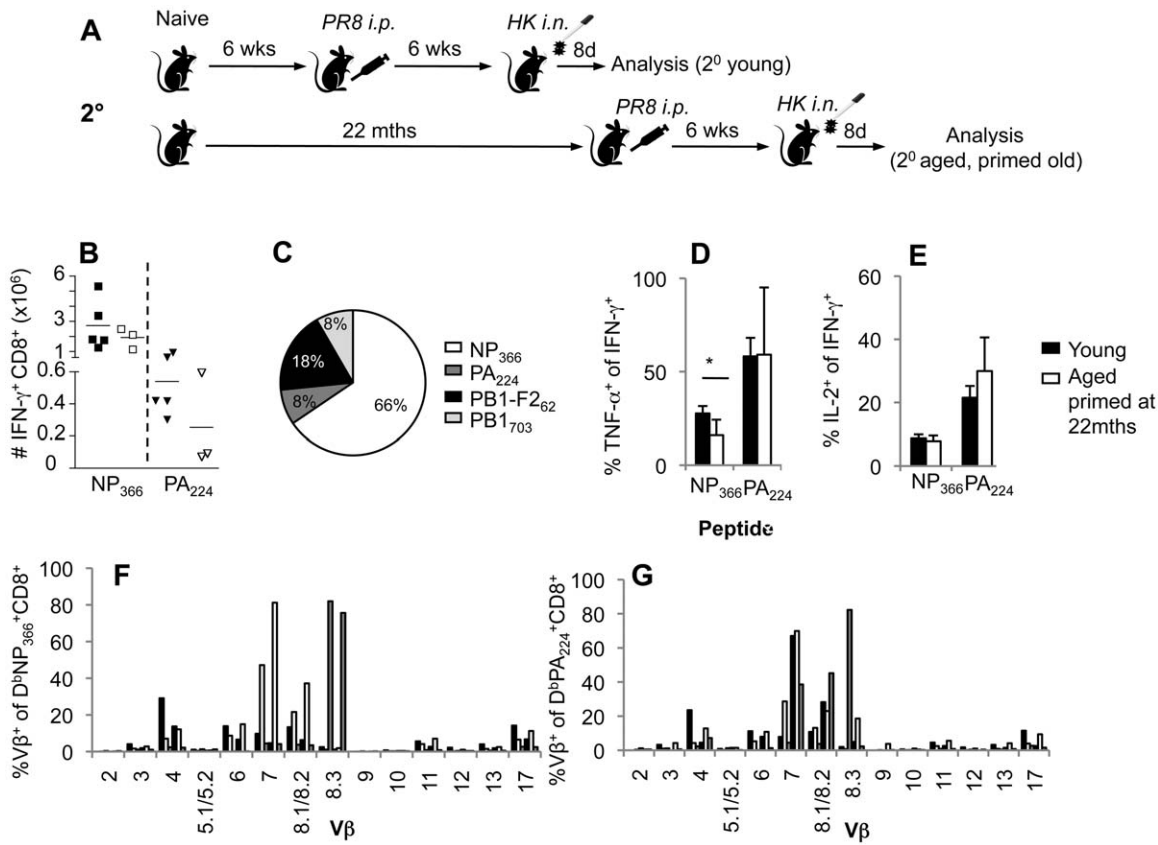 A
Naive
PR8 i.p.
HK i.n.
6 wks
6 wks
8d
Analysis (2⁰ young)
2°
22 mths
PR8 i.p.
6 wks
HK i.n.
8d
Analysis
(2⁰ aged, primed old)
B
# IFN-γ⁺ CD8⁺ (x10⁶)
6
3
1
0.6
0.4
0.2
0
NP₃₆₆
PA₂₂₄
C
8%
18%
8%
66%
NP₃₆₆
PA₂₂₄
PB1-F2₆₂
PB1₇₀₃
D
% TNF-α⁺ of IFN-γ⁺
100
50
0
*
NP₃₆₆PA₂₂₄
Peptide
E
% IL-2⁺ of IFN-γ⁺
60
40
20
0
NP₃₆₆PA₂₂₄
Young
Aged
primed at
22mths
F
%Vβ⁺ of DᵇNP₃₆₆⁺CD8⁺
100
80
60
40
20
0
2
3
4
5.1/5.2
6
7
8.1/8.2
8.3
9
10
11
12
13
17
Vβ
G
%Vβ⁺ of DᵇPA₂₂₄⁺CD8⁺
100
80
60
40
20
0
2
3
4
5.1/5.2
6
7
8.1/8.2
8.3
9
10
11
12
13
17
Vβ